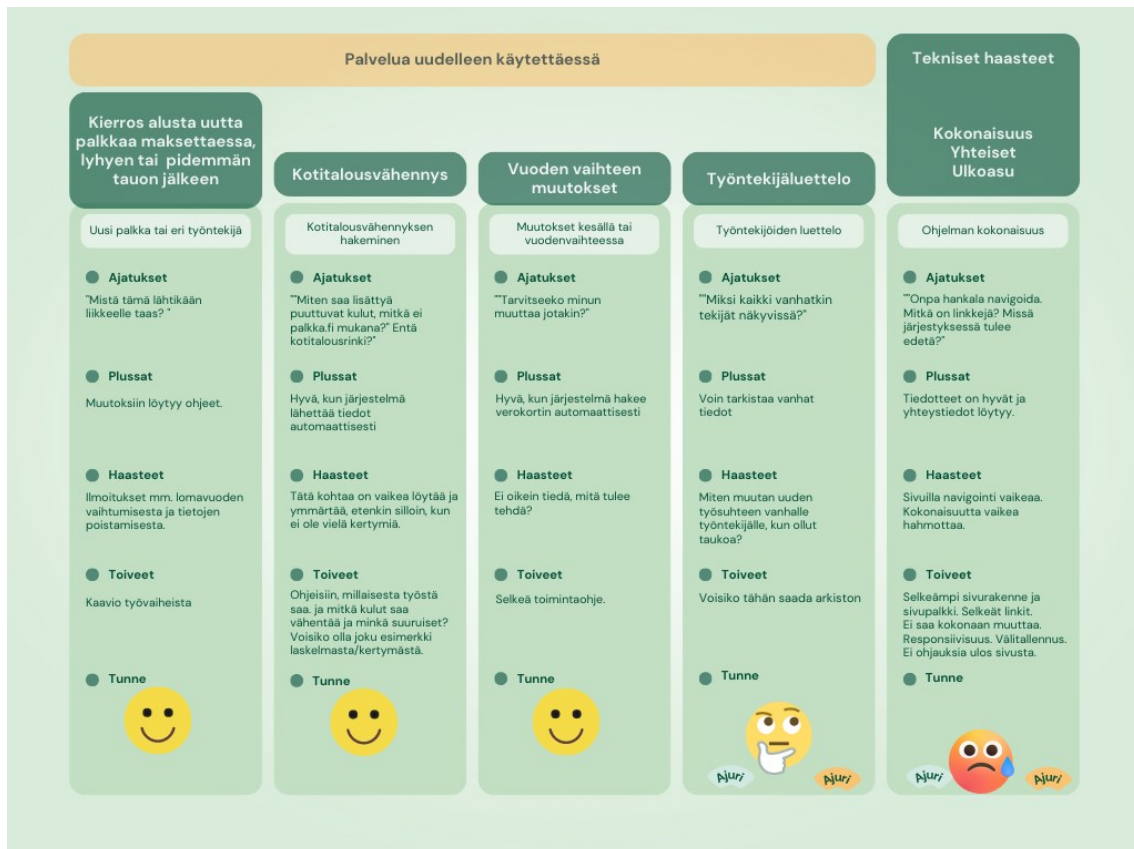 Palvelua uudelleen käytettäessä
Tekniset haasteet
Kokonaisuus
Yhteiset
Ulkoasu
Kierros alusta uutta
palkkaa maksettaessa,
lyhyen tai pidemmän
tauon jälkeen
Kotitalousvähennys
Vuoden vaihteen
muutokset
Työntekijäluettelo
Uusi palkka tai eri työntekijä
Ajatukset
"Mistä tämä lähtikään
liikkeelle taas? "
Plussat
Muutoksiin löytyy ohjeet.
Haasteet
Ilmoitukset mm. lomavuoden
vaihtumisesta ja tietojen
poistamisesta.
Toiveet
Kaavio työvaiheista
Tunne
Kotitalousvähennyksen
hakeminen
Ajatukset
""Miten saa lisättyä
puuttuvat kulut, mitkä ei
palkka.fi mukana?" Entä
kotitalousrinki?"
Plussat
Hyvä, kun järjestelmä
lähettää tiedot
automaattisesti
Haasteet
Tätä kohtaa on vaikea löytää ja
ymmärtää, etenkin silloin, kun
ei ole vielä kertymiä.
Toiveet
Ohjeisiin, millaisesta työstä
saa. ja mitkä kulut saa
vähentää ja minkä suuruiset?
Voisiko olla joku esimerkki
laskelmasta/kertymästä.
Tunne
Muutokset kesällä tai
vuodenvaihteessa
Ajatukset
""Tarvitseeko minun
muuttaa jotakin?"
Plussat
Hyvä, kun järjestelmä hakee
verokortin automaattisesti
Haasteet
Ei oikein tiedä, mitä tulee
tehdä?
Toiveet
Selkeä toimintaohje.
Tunne
Työntekijöiden luettelo
Ajatukset
""Miksi kaikki vanhatkin
tekijät näkyvissä?"
Plussat
Voin tarkistaa vanhat
tiedot
Haasteet
Miten muutan uuden
työsuhteen vanhalle
työntekijälle, kun ollut
taukoa?
Toiveet
Voisiko tähän saada arkiston
Tunne
Ajuri
Ajuri
Ohjelman kokonaisuus
Ajatukset
""Onpa hankala navigoida.
Mitkä on linkkejä? Missä
järjestyksessä tulee
edetä?"
Plussat
Tiedotteet on hyvät ja
yhteystiedot löytyy.
Haasteet
Sivuilla navigointi vaikeaa.
Kokonaisuutta vaikea
hahmottaa.
Toiveet
Selkeämpi sivurakenne ja
sivupalkki. Selkeät linkit.
Ei saa kokonaan muuttaa.
Responsiivisuus. Välitallennus.
Ei ohjauksia ulos sivusta.
Tunne
Ajuri
Ajuri